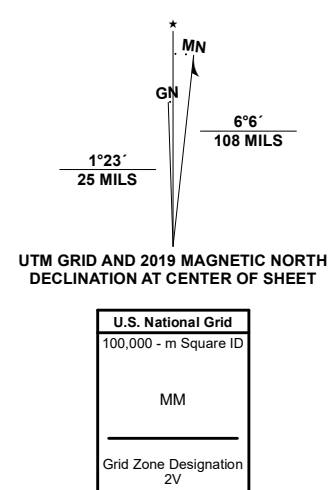 ★
MN
GN
6°6´
108 MILS
1°23´
25 MILS
UTM GRID AND 2019 MAGNETIC NORTH
DECLINATION AT CENTER OF SHEET
U.S. National Grid
100,000 - m Square ID
MM
Grid Zone Designation
2V